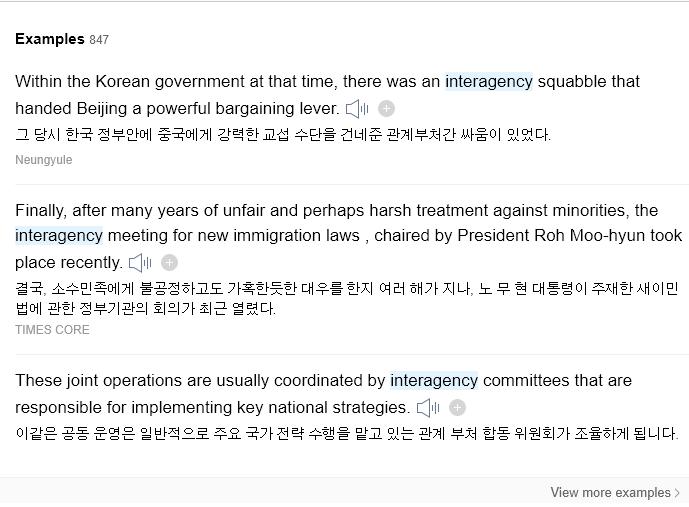 Examples 847
Within the Korean government at that time, there was an interagency squabble that
handed Beijing a powerful bargaining lever.
그 당시 한국 정부안에 중국에게 강력한 교섭 수단을 건네준 관계부처간 싸움이 있었다.
Neungyule
Finally, after many years of unfair and perhaps harsh treatment against minorities, the
interagency meeting for new immigration laws , chaired by President Roh Moo-hyun took
place recently.
결국, 소수민족에게 불공정하고도 가혹한듯한 대우를 한지 여러 해가 지나, 노 무 현 대통령이 주재한 새이민
법에 관한 정부기관의 회의가 최근 열렸다.
TIMES CORE
These joint operations are usually coordinated by interagency committees that are
responsible for implementing key national strategies.
이같은 공동 운영은 일반적으로 주요 국가 전략 수행을 맡고 있는 관계 부처 합동 위원회가 조율하게 됩니다.
View more examples